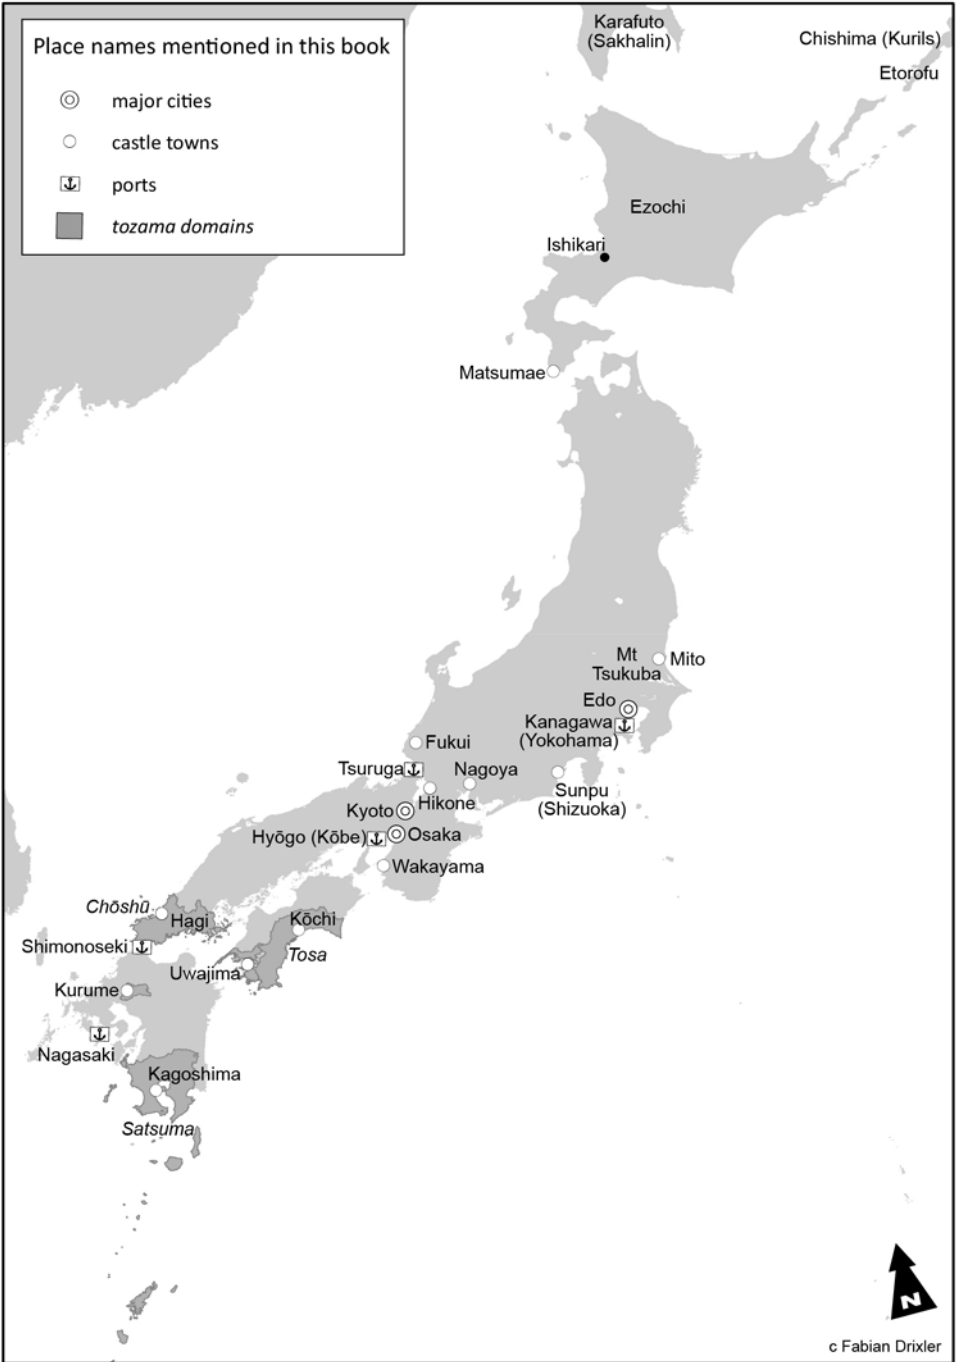 Place names mentioned in this book
major cities
castle towns
ports
tozama domains
Karafuto
(Sakhalin)
Chishima (Kurils)
Etorofu
Ezochi
Ishikari
Matsumae
Mt
Tsukuba
Mito
Edo
Kanagawa
(Yokohama)
Fukui
Tsuruga
Nagoya
Sunpu
(Shizuoka)
Hikone
Kyoto
Hyōgo (Kōbe)
Osaka
Wakayama
Chōshū
Hagi
Kōchi
Shimonoseki
Tosa
Uwajima
Kurume
Nagasaki
Kagoshima
Satsuma
N
c Fabian Drixler